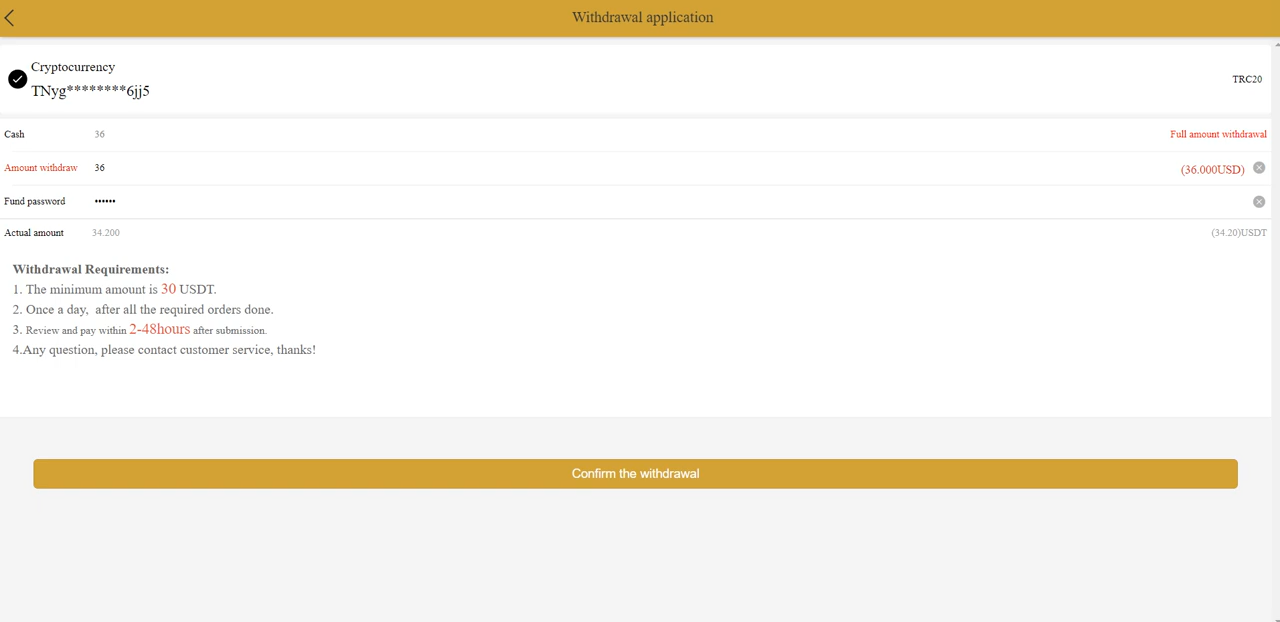 Withdrawal application
Cryptocurrency
TNyg********6jj5
TRC20
Cash 36 Full amount withdrawal
Amount withdraw 36 (36.000USD)
Fund password ••••••
Actual amount 34.200 (34.20)USDT
Withdrawal Requirements:
1. The minimum amount is 30 USDT.
2. Once a day, after all the required orders done.
3. Review and pay within 2-48hours after submission.
4.Any question, please contact customer service, thanks!
Confirm the withdrawal